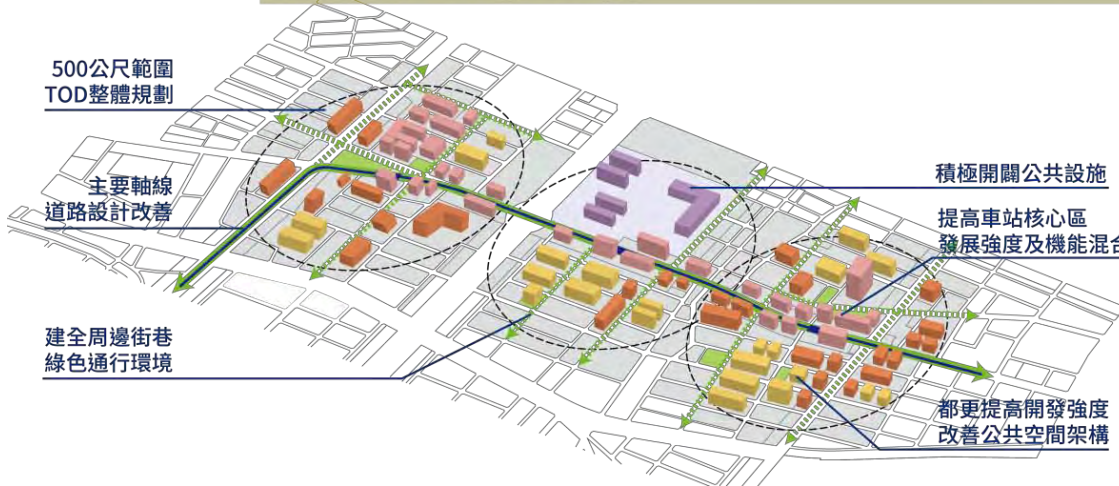 500公尺範圍
TOD整體規劃
主要軸線
道路設計改善
建全周邊街巷
綠色通行環境
積極開闢公共設施
提高車站核心區
發展強度及機能混合
都更提高開發強度
改善公共空間架構